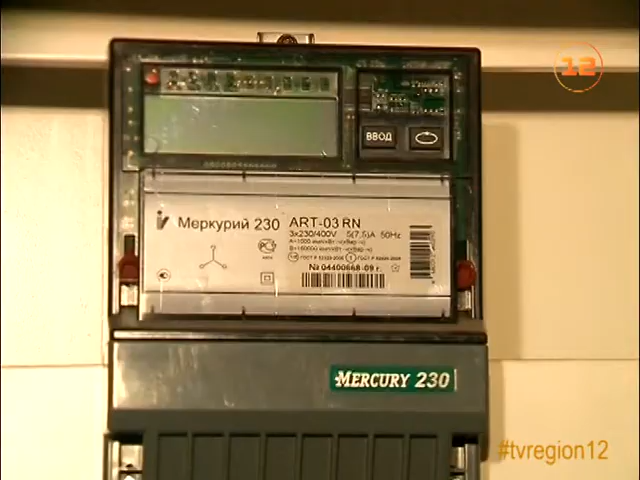 12
ВВОД
Меркурий 230 ART-03 RN
3x230/400V 5(7,5)A 50Hz
№ 04400668-09 г.
MERCURY 230
#tvregion12